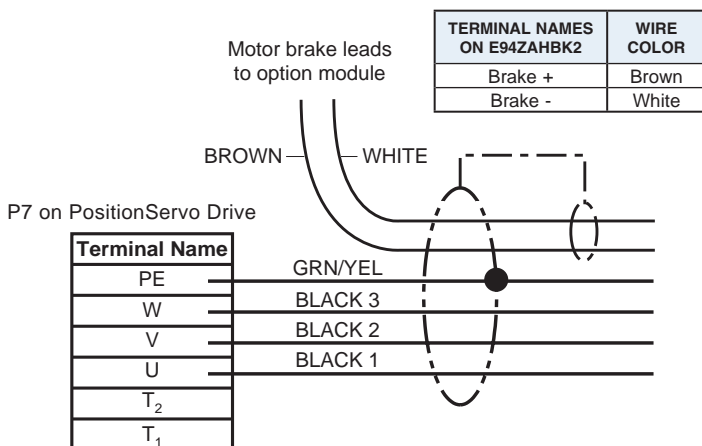 Motor brake leads
to option module
TERMINAL NAMES
ON E94ZAHBK2
WIRE
COLOR
Brake +
Brown
Brake -
White
BROWN
WHITE
P7 on PositionServo Drive
Terminal Name
PE
GRN/YEL
W
BLACK 3
V
BLACK 2
U
BLACK 1
T2
T1